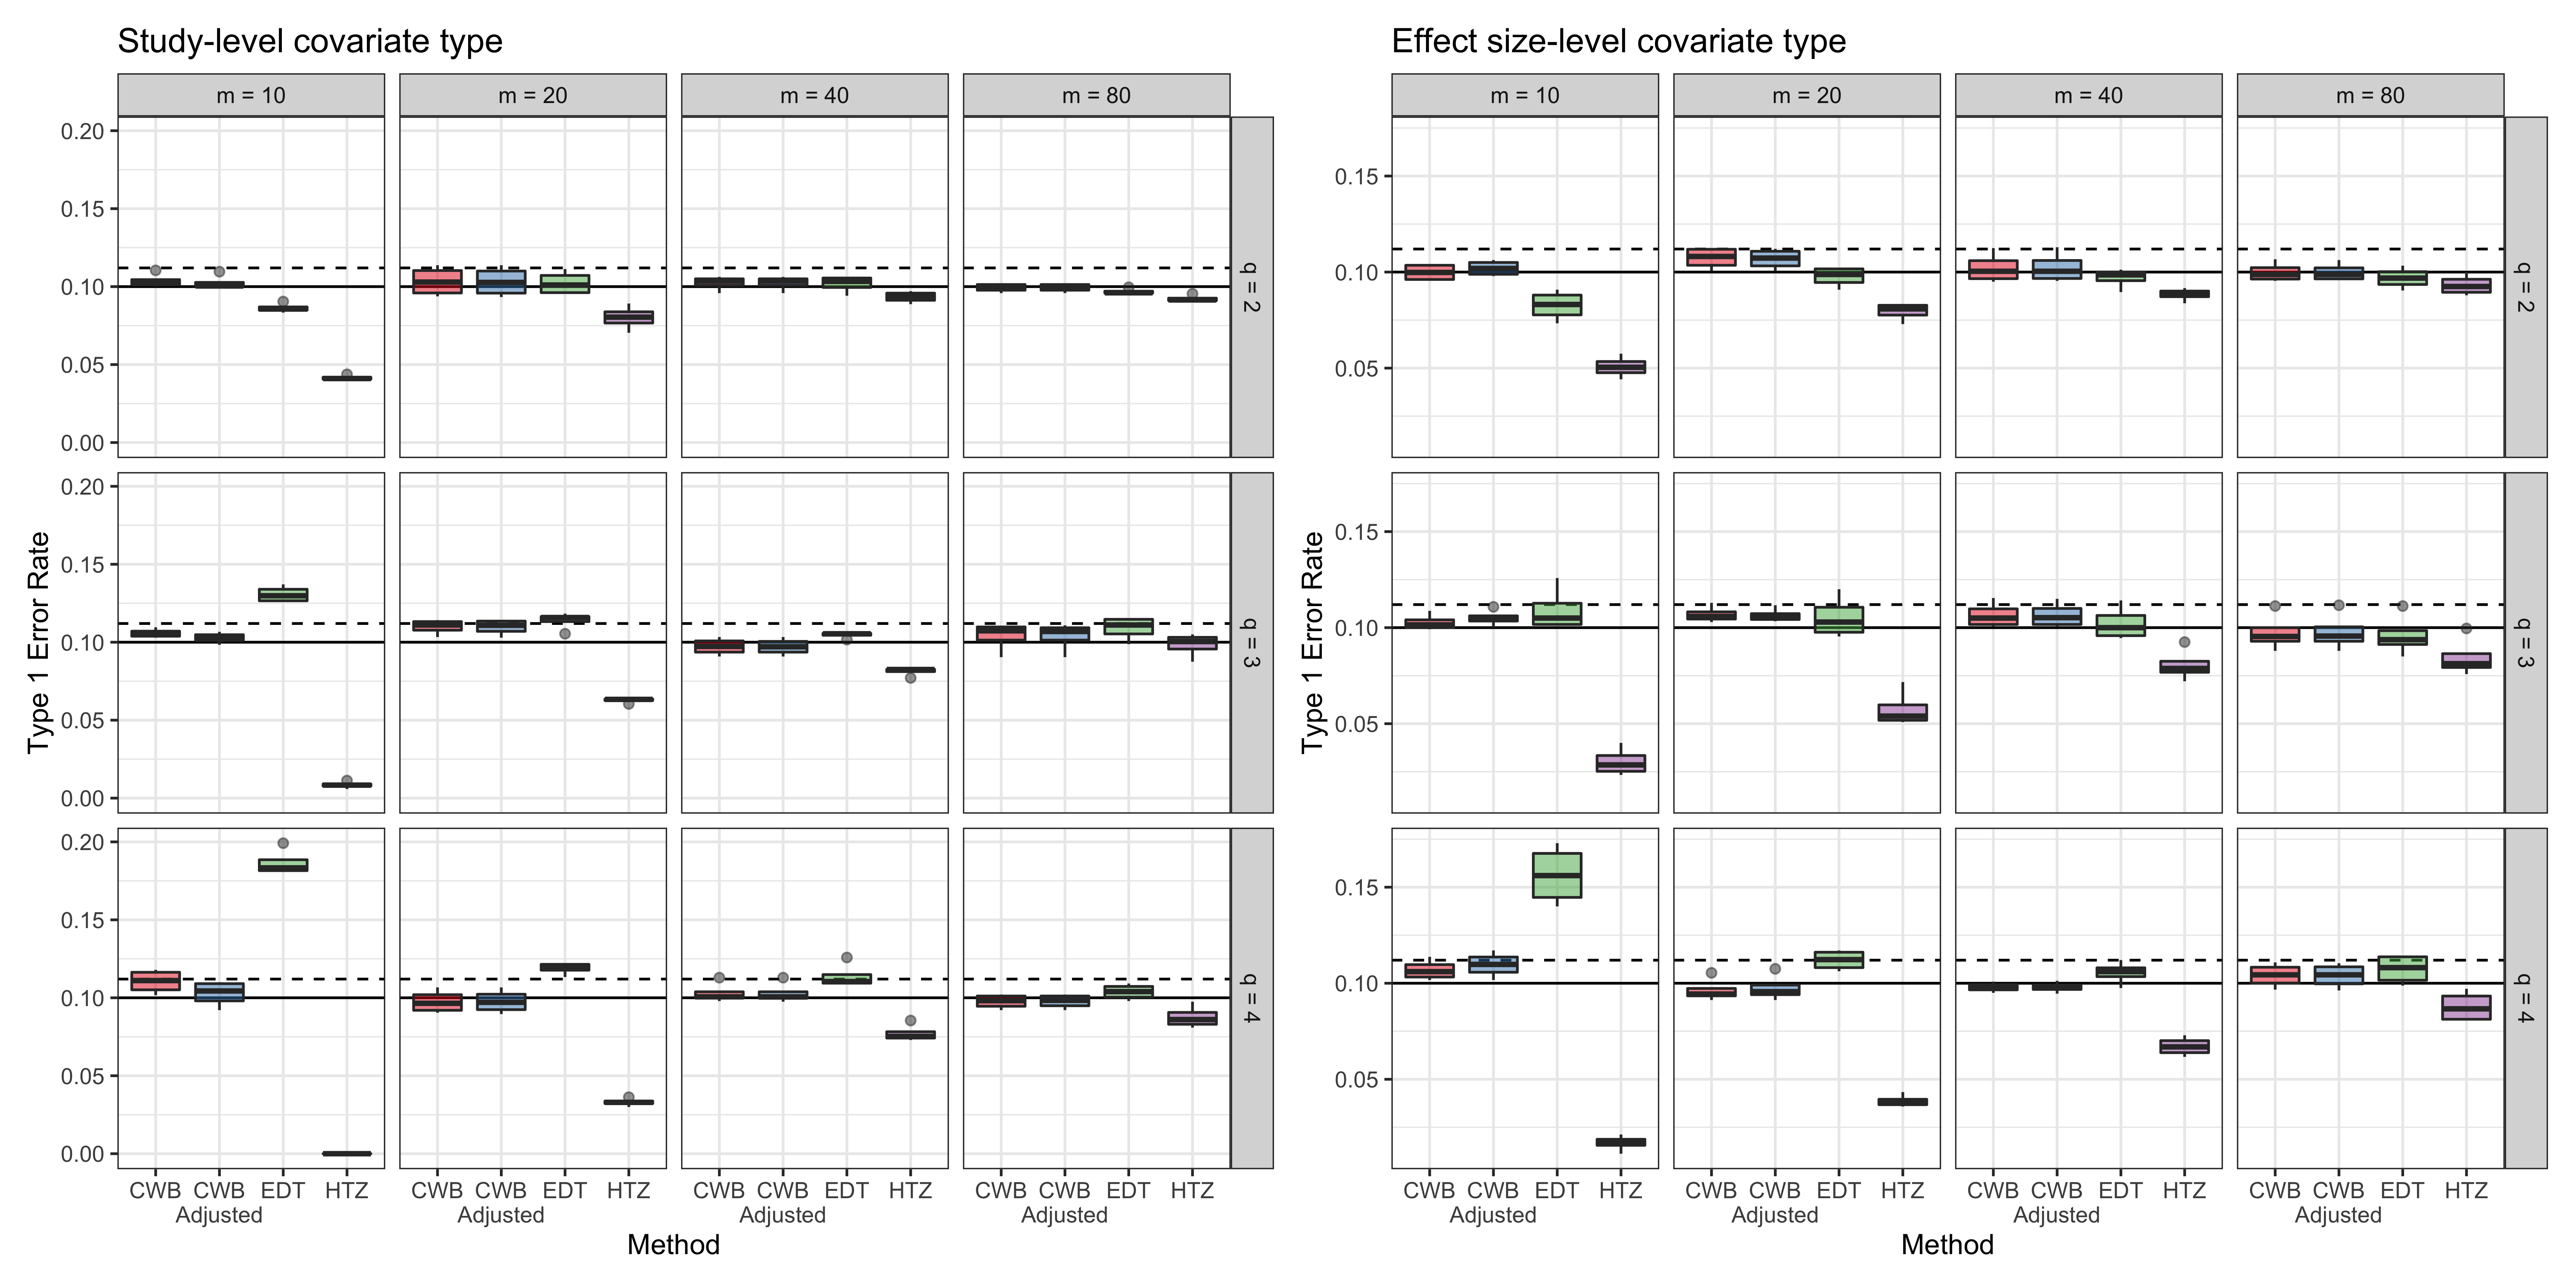 Study-level covariate type
m = 10 m = 20 m = 40 m = 80
0.20
0.15
0.10
0.05
0.00
q = 2
0.20
0.15
0.10
0.05
0.00
q = 3
0.20
0.15
0.10
0.05
0.00
q = 4
Type 1 Error Rate
CWB CWB EDT HTZ CWB CWB EDT HTZ CWB CWB EDT HTZ CWB CWB EDT HTZ
Adjusted Adjusted Adjusted Adjusted
Method
Effect size-level covariate type
m = 10 m = 20 m = 40 m = 80
0.15
0.10
0.05
q = 2
0.15
0.10
0.05
q = 3
0.15
0.10
0.05
q = 4
Type 1 Error Rate
CWB CWB EDT HTZ CWB CWB EDT HTZ CWB CWB EDT HTZ CWB CWB EDT HTZ
Adjusted Adjusted Adjusted Adjusted
Method